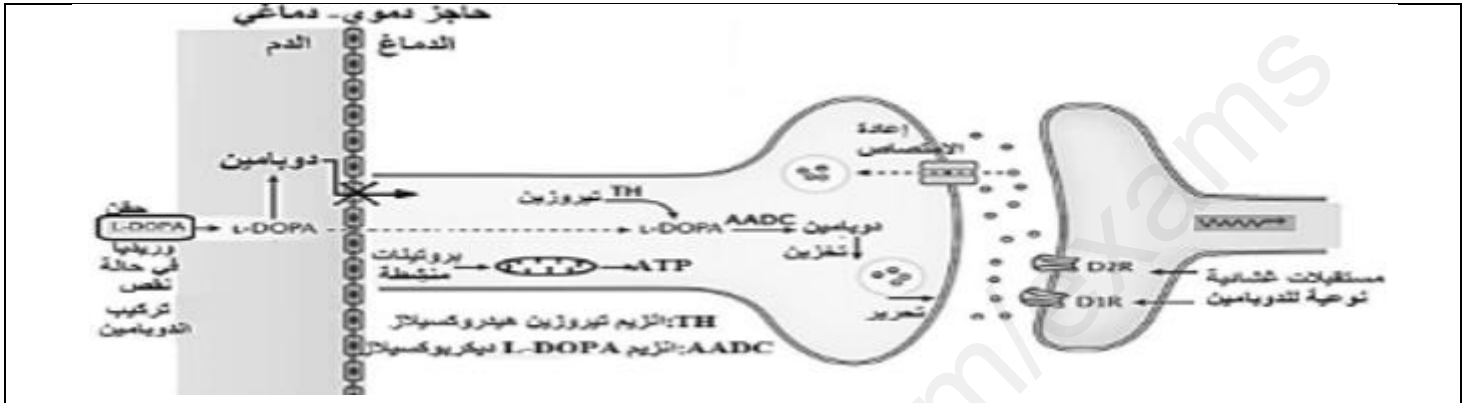 حاجز دموي- دماغي
الدم
الدماغ
دوبامين
حقن
L-DOPA
وريديا
في حالة
نقص
تركيب
الدوبامين
L-DOPA
تيروزين
TH
L-DOPA
AADC
دوبامين
تخزين
تحرير
إعادة
الامتصاص
بروتينات
منشطة
ATP
TH:انزيم تيروزين هيدروكسيلاز
AADC:انزيم L-DOPA ديكربوكسيلاز
D2R
D1R
مستقبلات غشائية
نوعية للدوبامين
m/exams